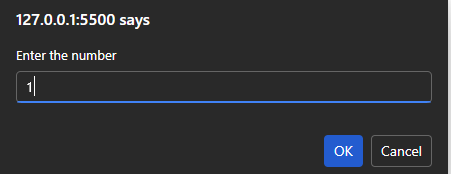 127.0.0.1:5500 says
Enter the number
1
OK Cancel